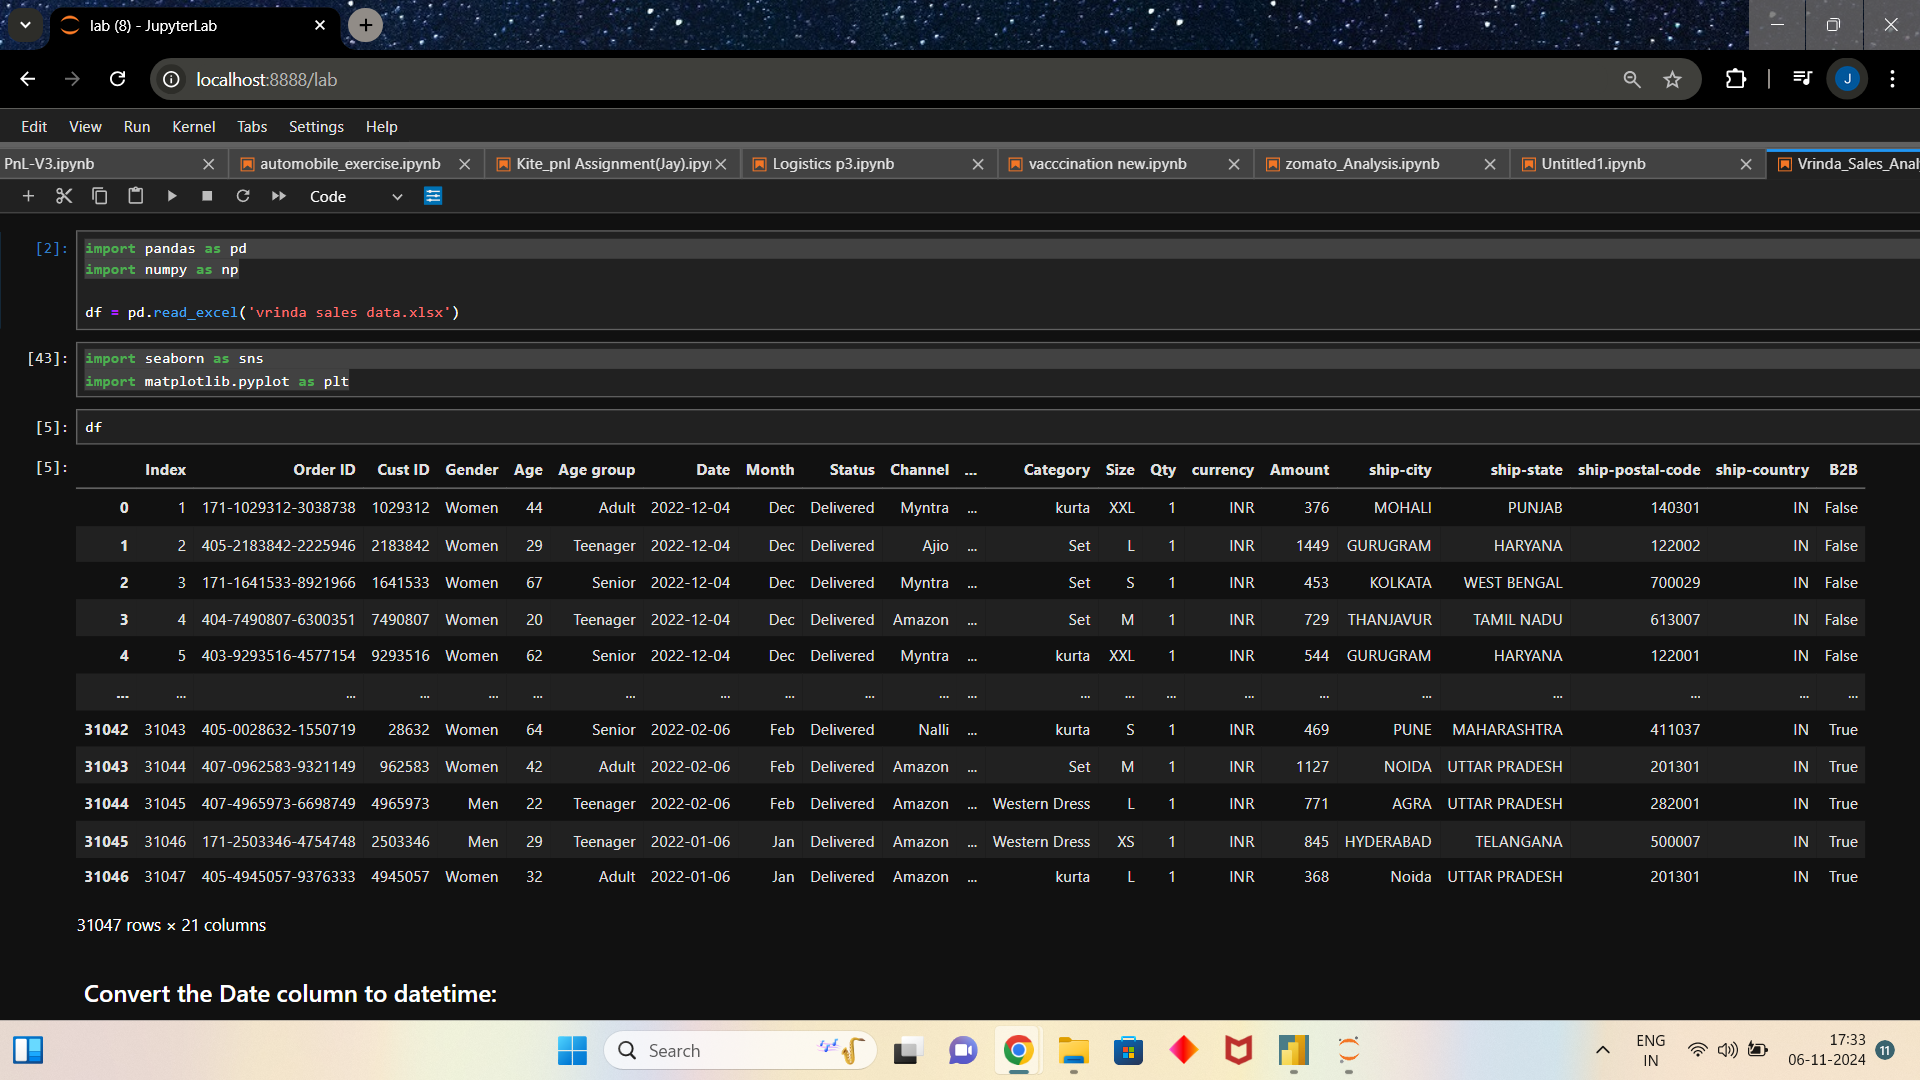 lab (8) - JupyterLab
localhost:8888/lab
J
Edit View Run Kernel Tabs Settings Help
PnL-V3.ipynb automobile_exercise.ipynb Kite_pnl Assignment(Jay).ipyn Logistics p3.ipynb vacccination new.ipynb zomato_Analysis.ipynb Untitled1.ipynb Vrinda_Sales_Anal
Code
[2]: import pandas as pd
import numpy as np
df = pd.read_excel('vrinda sales data.xlsx')
[43]: import seaborn as sns
import matplotlib.pyplot as plt
[5]: df
[5]: Index Order ID Cust ID Gender Age Age group Date Month Status Channel ... Category Size Qty currency Amount ship-city ship-state ship-postal-code ship-country B2B
0 1 171-1029312-3038738 1029312 Women 44 Adult 2022-12-04 Dec Delivered Myntra ... kurta XXL 1 INR 376 MOHALI PUNJAB 140301 IN False
1 2 405-2183842-2225946 2183842 Women 29 Teenager 2022-12-04 Dec Delivered Ajio ... Set L 1 INR 1449 GURUGRAM HARYANA 122002 IN False
2 3 171-1641533-8921966 1641533 Women 67 Senior 2022-12-04 Dec Delivered Myntra ... Set S 1 INR 453 KOLKATA WEST BENGAL 700029 IN False
3 4 404-7490807-6300351 7490807 Women 20 Teenager 2022-12-04 Dec Delivered Amazon ... Set M 1 INR 729 THANJAVUR TAMIL NADU 613007 IN False
4 5 403-9293516-4577154 9293516 Women 62 Senior 2022-12-04 Dec Delivered Myntra ... kurta XXL 1 INR 544 GURUGRAM HARYANA 122001 IN False
... ... ... ... ... ... ... ... ... ... ... ... ... ... ... ... ... ... ... ... ... ...
31042 31043 405-0028632-1550719 28632 Women 64 Senior 2022-02-06 Feb Delivered Nalli ... kurta S 1 INR 469 PUNE MAHARASHTRA 411037 IN True
31043 31044 407-0962583-9321149 962583 Women 42 Adult 2022-02-06 Feb Delivered Amazon ... Set M 1 INR 1127 NOIDA UTTAR PRADESH 201301 IN True
31044 31045 407-4965973-6698749 4965973 Men 22 Teenager 2022-02-06 Feb Delivered Amazon ... Western Dress L 1 INR 771 AGRA UTTAR PRADESH 282001 IN True
31045 31046 171-2503346-4754748 2503346 Men 29 Teenager 2022-01-06 Jan Delivered Amazon ... Western Dress XS 1 INR 845 HYDERABAD TELANGANA 500007 IN True
31046 31047 405-4945057-9376333 4945057 Women 32 Adult 2022-01-06 Jan Delivered Amazon ... kurta L 1 INR 368 Noida UTTAR PRADESH 201301 IN True
31047 rows × 21 columns
Convert the Date column to datetime:
Search
ENG
IN
17:33
06-11-2024
11